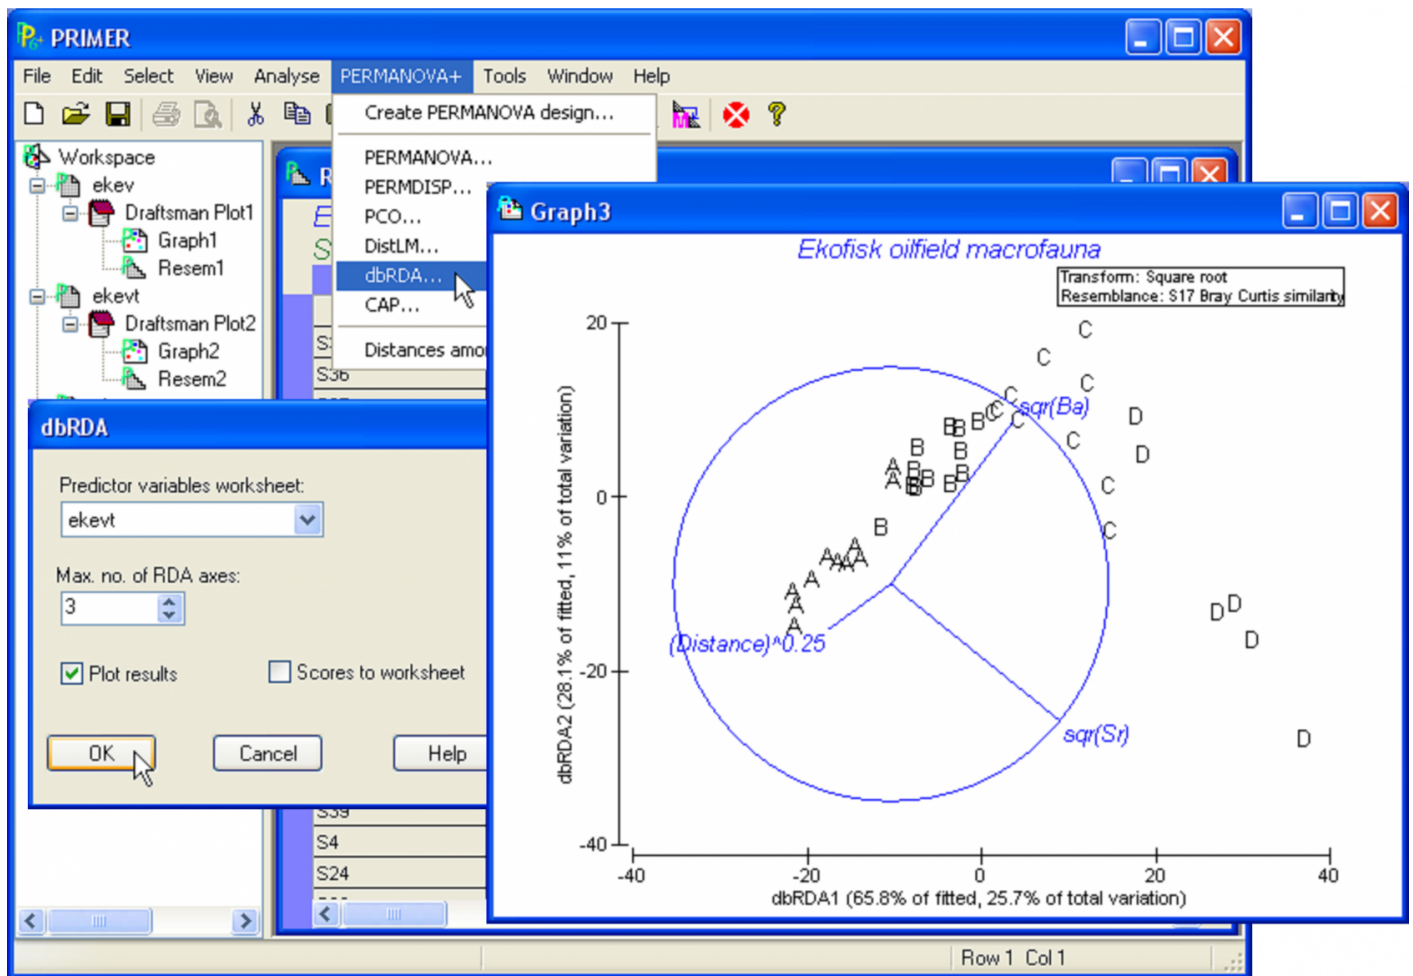 PRIMER
File Edit Select View Analyse PERMANOVA+ Tools Window Help
Create PERMANOVA design...
PERMANOVA...
PERMDISP...
PCO...
DistLM...
dbRDA...
CAP...
Distances amo
Workspace
ekev
Draftsman Plot1
Graph1
Resem1
ekevt
Draftsman Plot2
Graph2
Resem2
R
E
S
S36
dbRDA
Predictor variables worksheet:
ekevt
Max. no. of RDA axes:
3
Plot results
Scores to worksheet
OK Cancel Help
S39
S4
S24
Graph3
Ekofisk oilfield macrofauna
Transform: Square root
Resemblance: S17 Bray Curtis similarity
20
0
-20
-40
dbRDA2 (28.1% of fitted, 11% of total variation)
sqr(Ba)
(Distance)^0.25
sqr(Sr)
A A A A A A A A A A A
B B B B B B B B B B B B
C C C C C C C C C C
D D D D D D
-40 -20 0 20 40
dbRDA1 (65.8% of fitted, 25.7% of total variation)
Row 1 Col 1